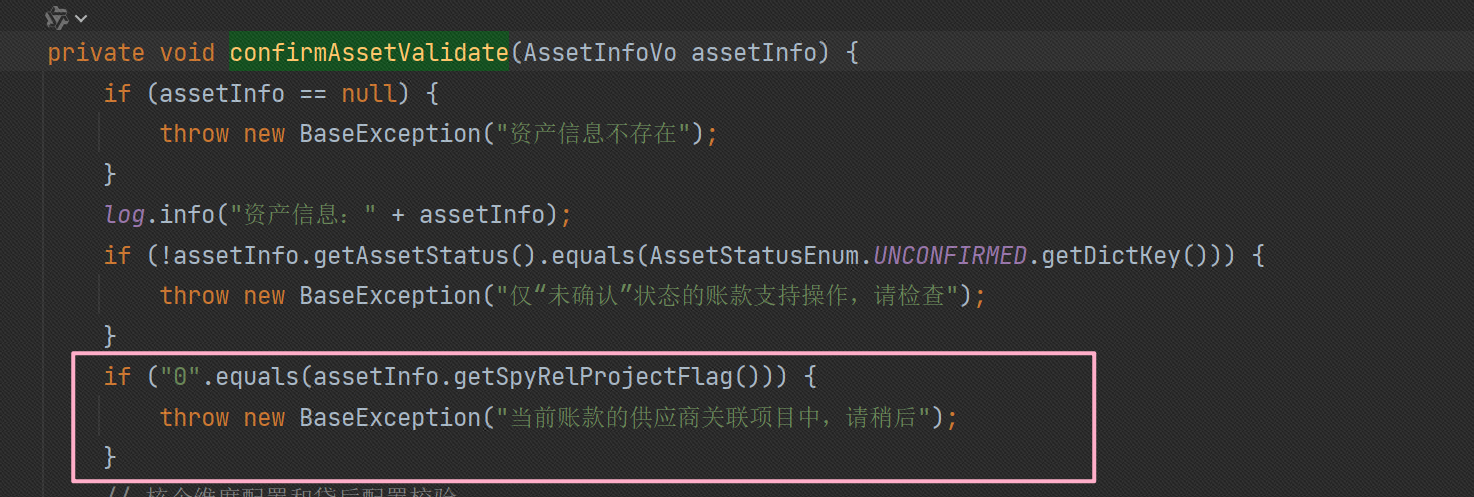 private void confirmAssetValidate(AssetInfoVo assetInfo) {
if (assetInfo == null) {
throw new BaseException("资产信息不存在");
}
log.info("资产信息：" + assetInfo);
if (!assetInfo.getAssetStatus().equals(AssetStatusEnum.UNCONFIRMED.getDictKey())) {
throw new BaseException("仅“未确认”状态的账款支持操作，请检查");
}
if ("0".equals(assetInfo.getSpyRelProjectFlag())) {
throw new BaseException("当前账款的供应商关联项目中，请稍后");
}